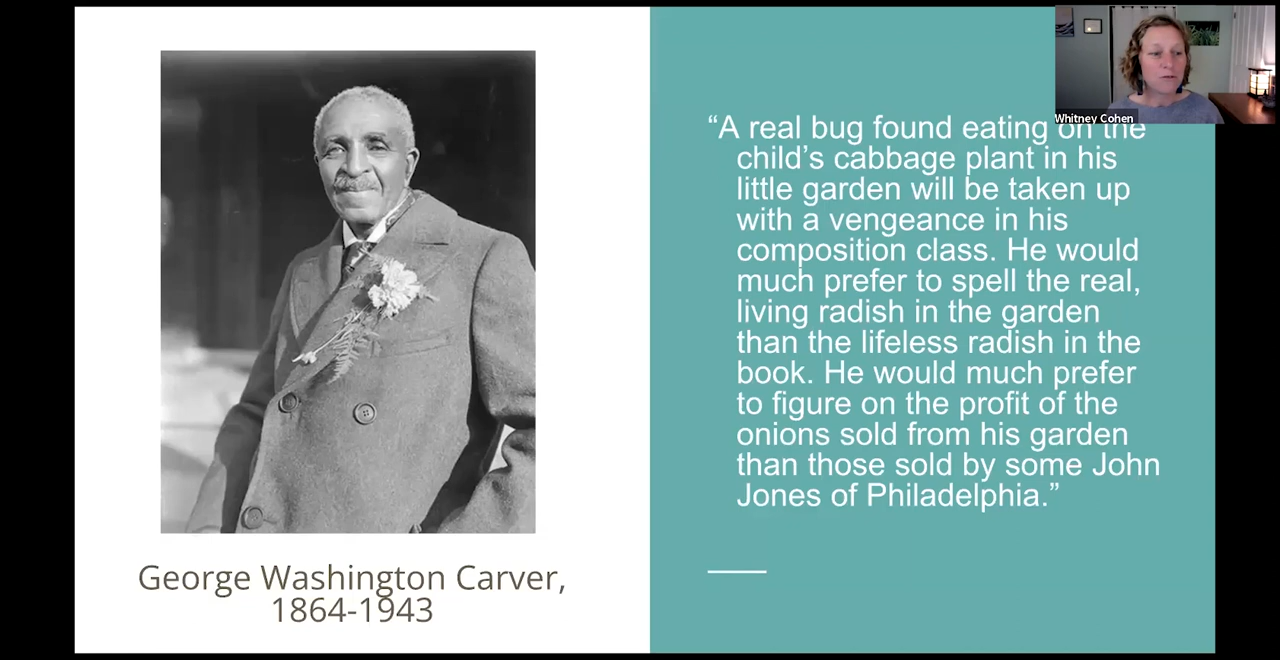 Whitney Cohen
“A real bug found eating on the
child’s cabbage plant in his
little garden will be taken up
with a vengeance in his
composition class. He would
much prefer to spell the real,
living radish in the garden
than the lifeless radish in the
book. He would much prefer
to figure on the profit of the
onions sold from his garden
than those sold by some John
Jones of Philadelphia.”
George Washington Carver,
1864-1943